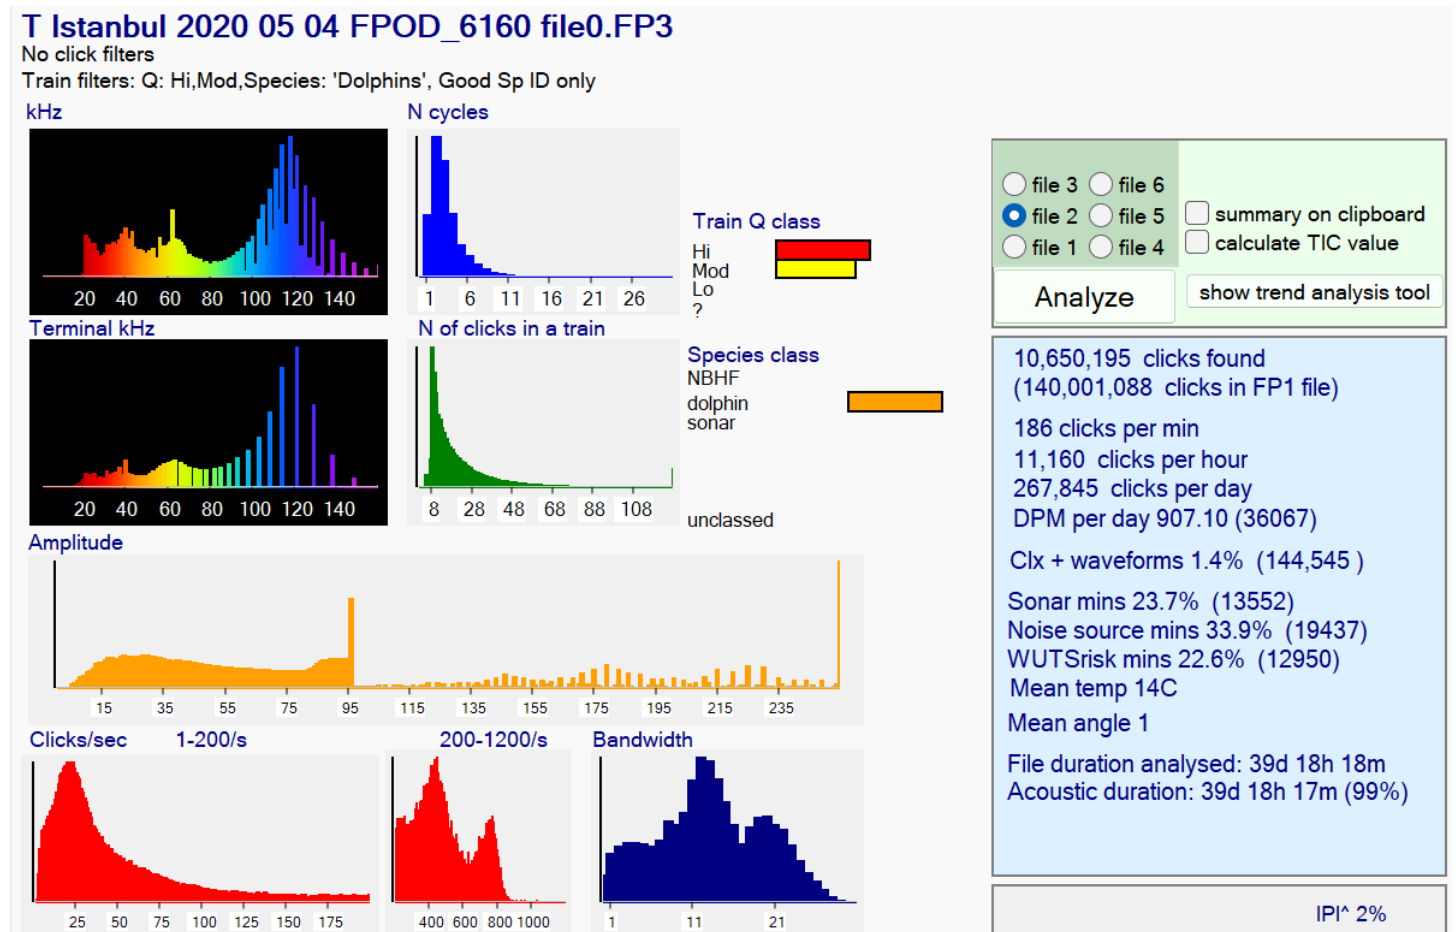 T Istanbul 2020 05 04 FPOD_6160 file0.FP3
No click filters
Train filters: Q: Hi,Mod,Species: 'Dolphins', Good Sp ID only
kHz
20 40 60 80 100 120 140
N cycles
1 6 11 16 21 26
Train Q class
Hi
Mod
Lo
?
Terminal kHz
20 40 60 80 100 120 140
N of clicks in a train
8 28 48 68 88 108
Species class
NBHF
dolphin
sonar
unclassed
Amplitude
15 35 55 75 95 115 135 155 175 195 215 235
Clicks/sec 1-200/s
25 50 75 100 125 150 175
200-1200/s
400 600 800 1000
Bandwidth
1 11 21
file 3 file 6
file 2 file 5
file 1 file 4
summary on clipboard
calculate TIC value
Analyze
show trend analysis tool
10,650,195 clicks found
(140,001,088 clicks in FP1 file)
186 clicks per min
11,160 clicks per hour
267,845 clicks per day
DPM per day 907.10 (36067)
Clx + waveforms 1.4% (144,545 )
Sonar mins 23.7% (13552)
Noise source mins 33.9% (19437)
WUTSrisk mins 22.6% (12950)
Mean temp 14C
Mean angle 1
File duration analysed: 39d 18h 18m
Acoustic duration: 39d 18h 17m (99%)
IPI^ 2%